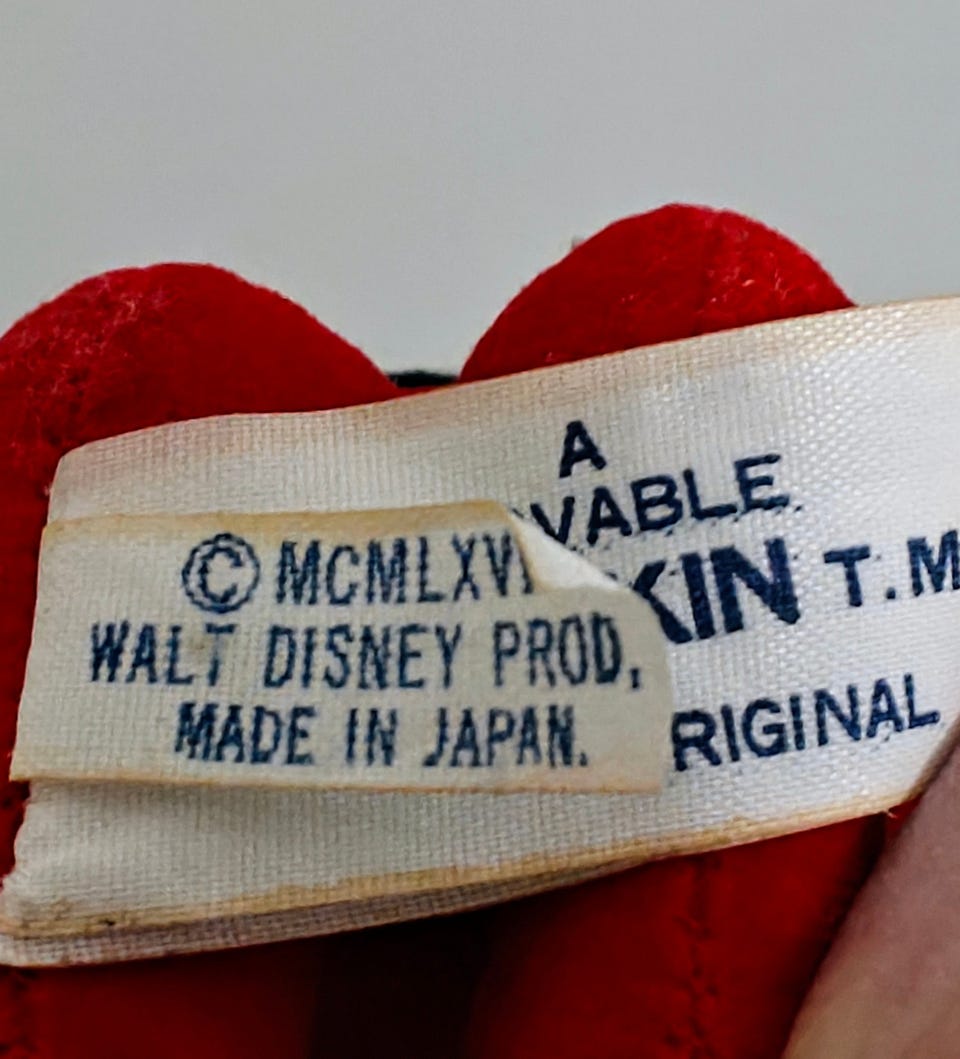 A
VABLE
KIN T.M
RIGINAL
© MCMLXVI
WALT DISNEY PROD.
MADE IN JAPAN.